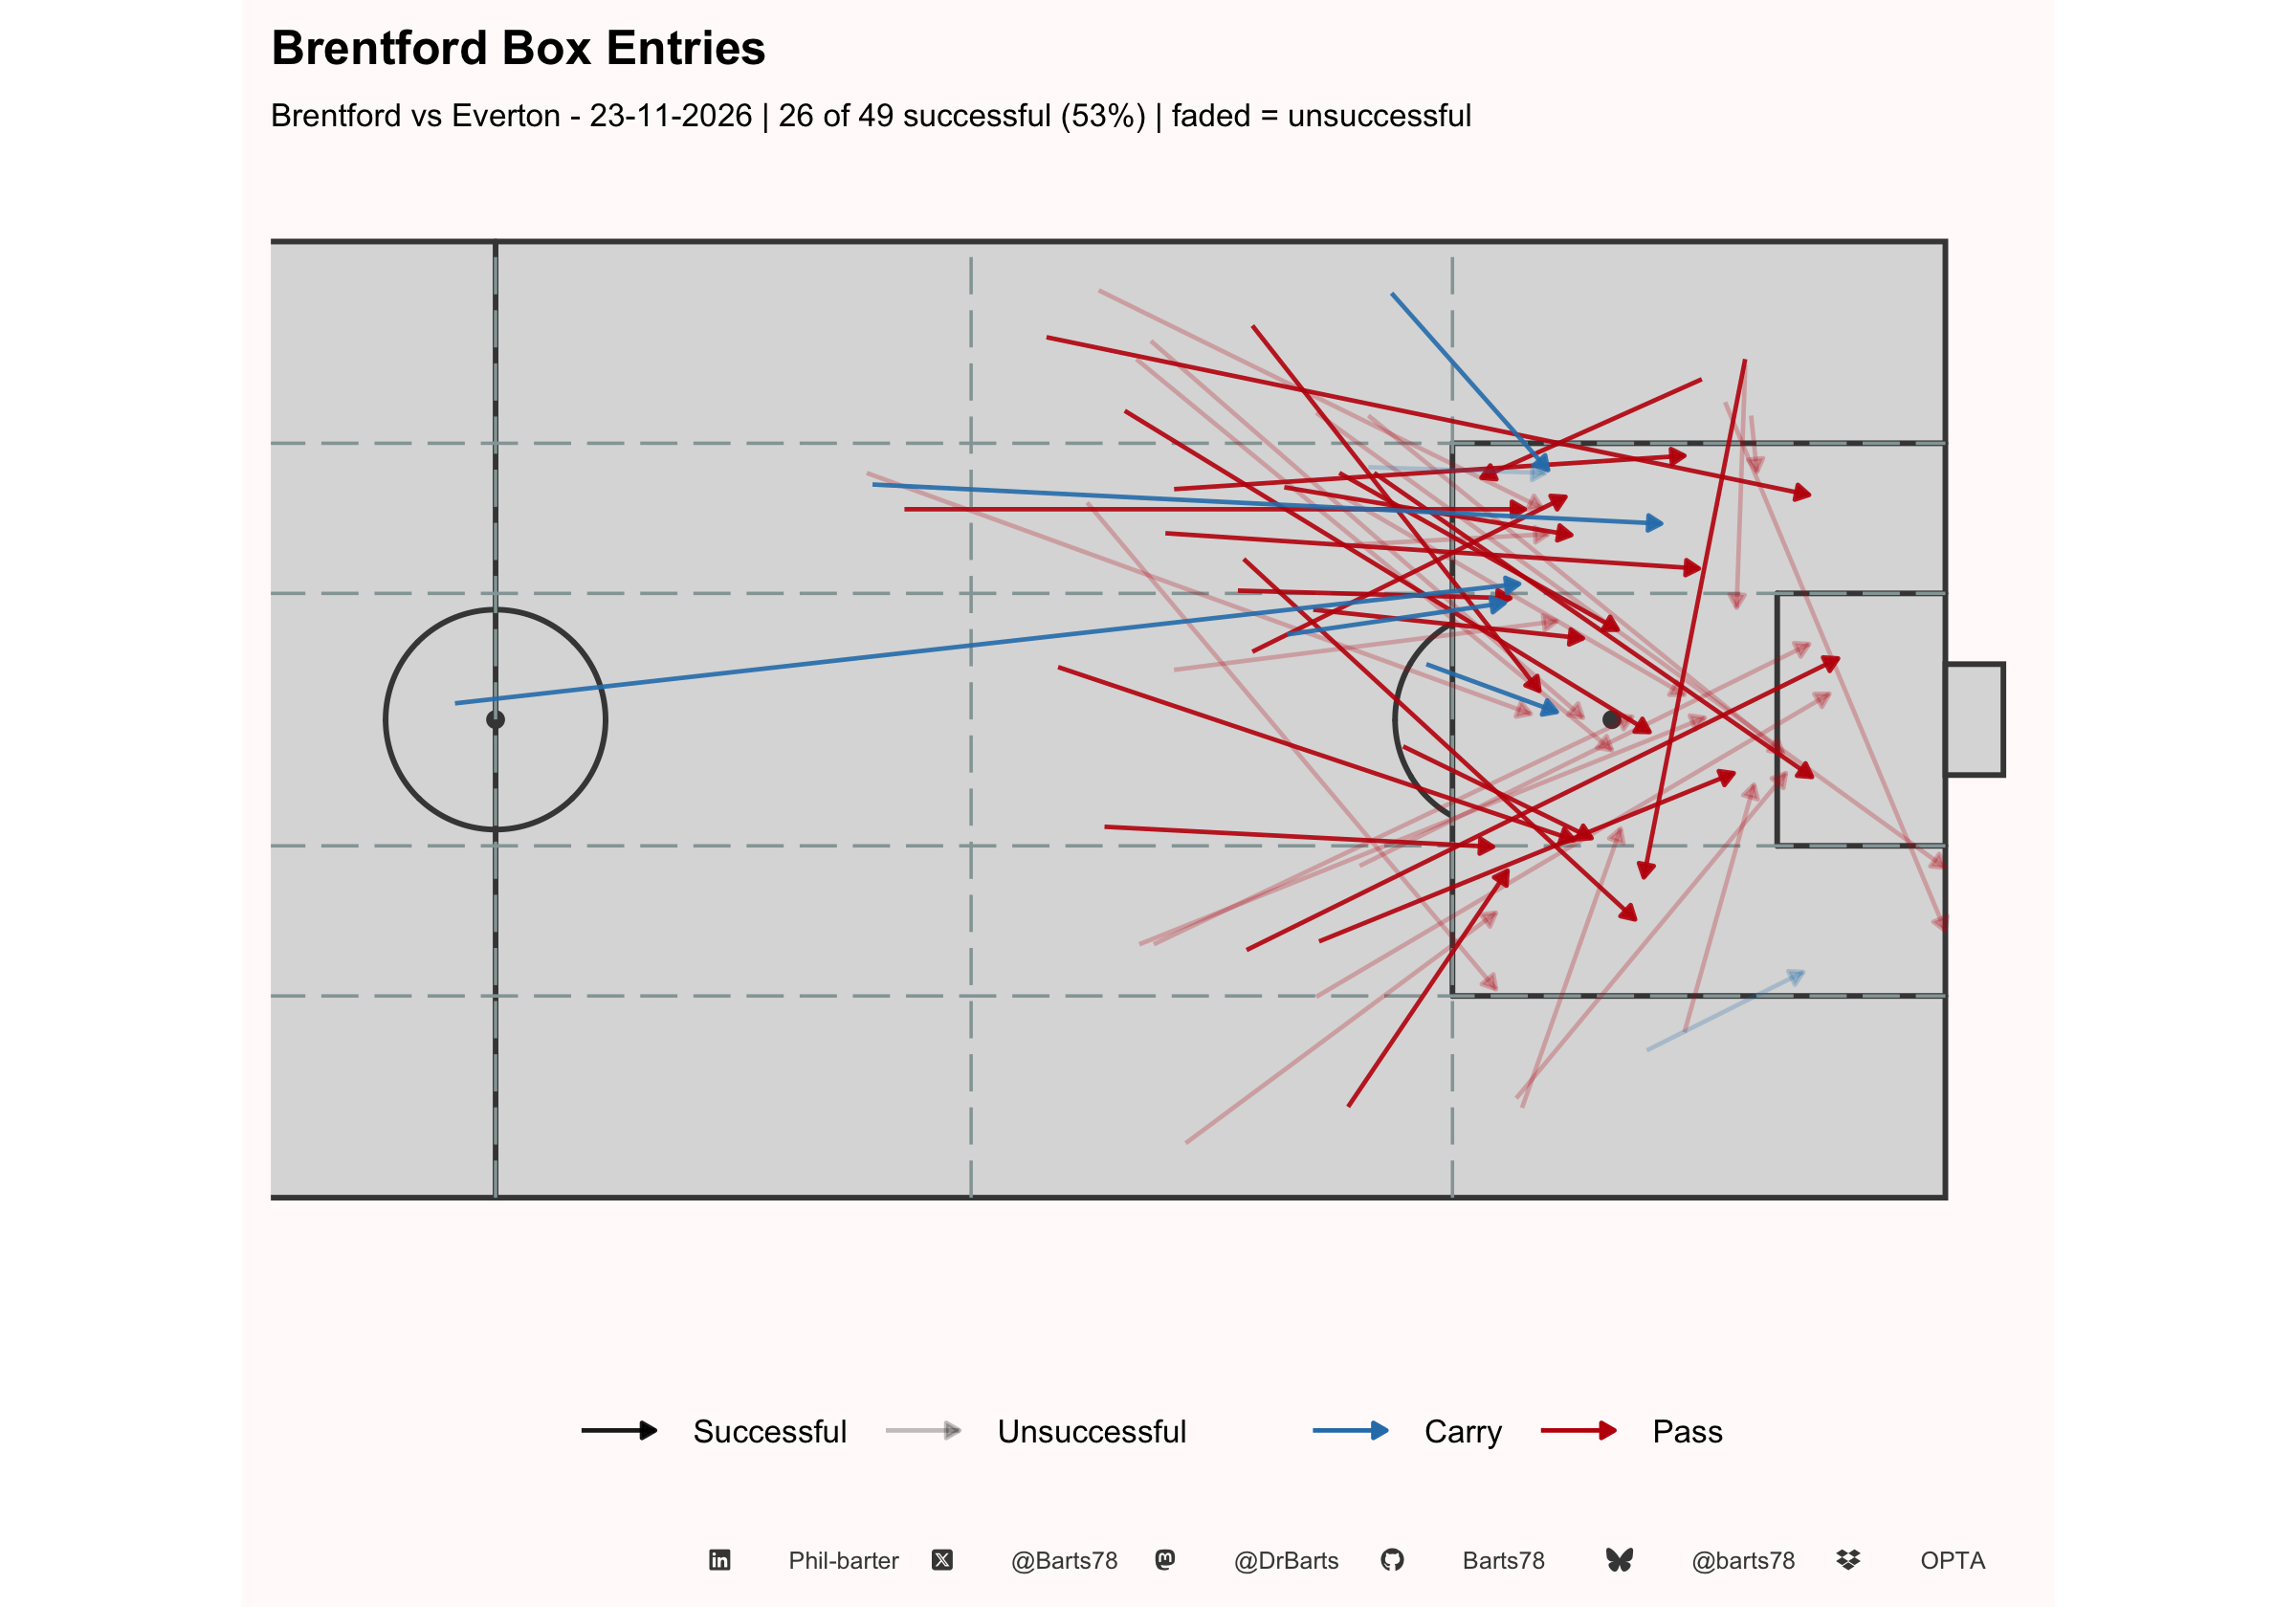 Brentford Box Entries
Brentford vs Everton - 23-11-2026 | 26 of 49 successful (53%) | faded = unsuccessful
Successful Unsuccessful Carry Pass
Phil-barter @Barts78 @DrBarts Barts78 @barts78 OPTA